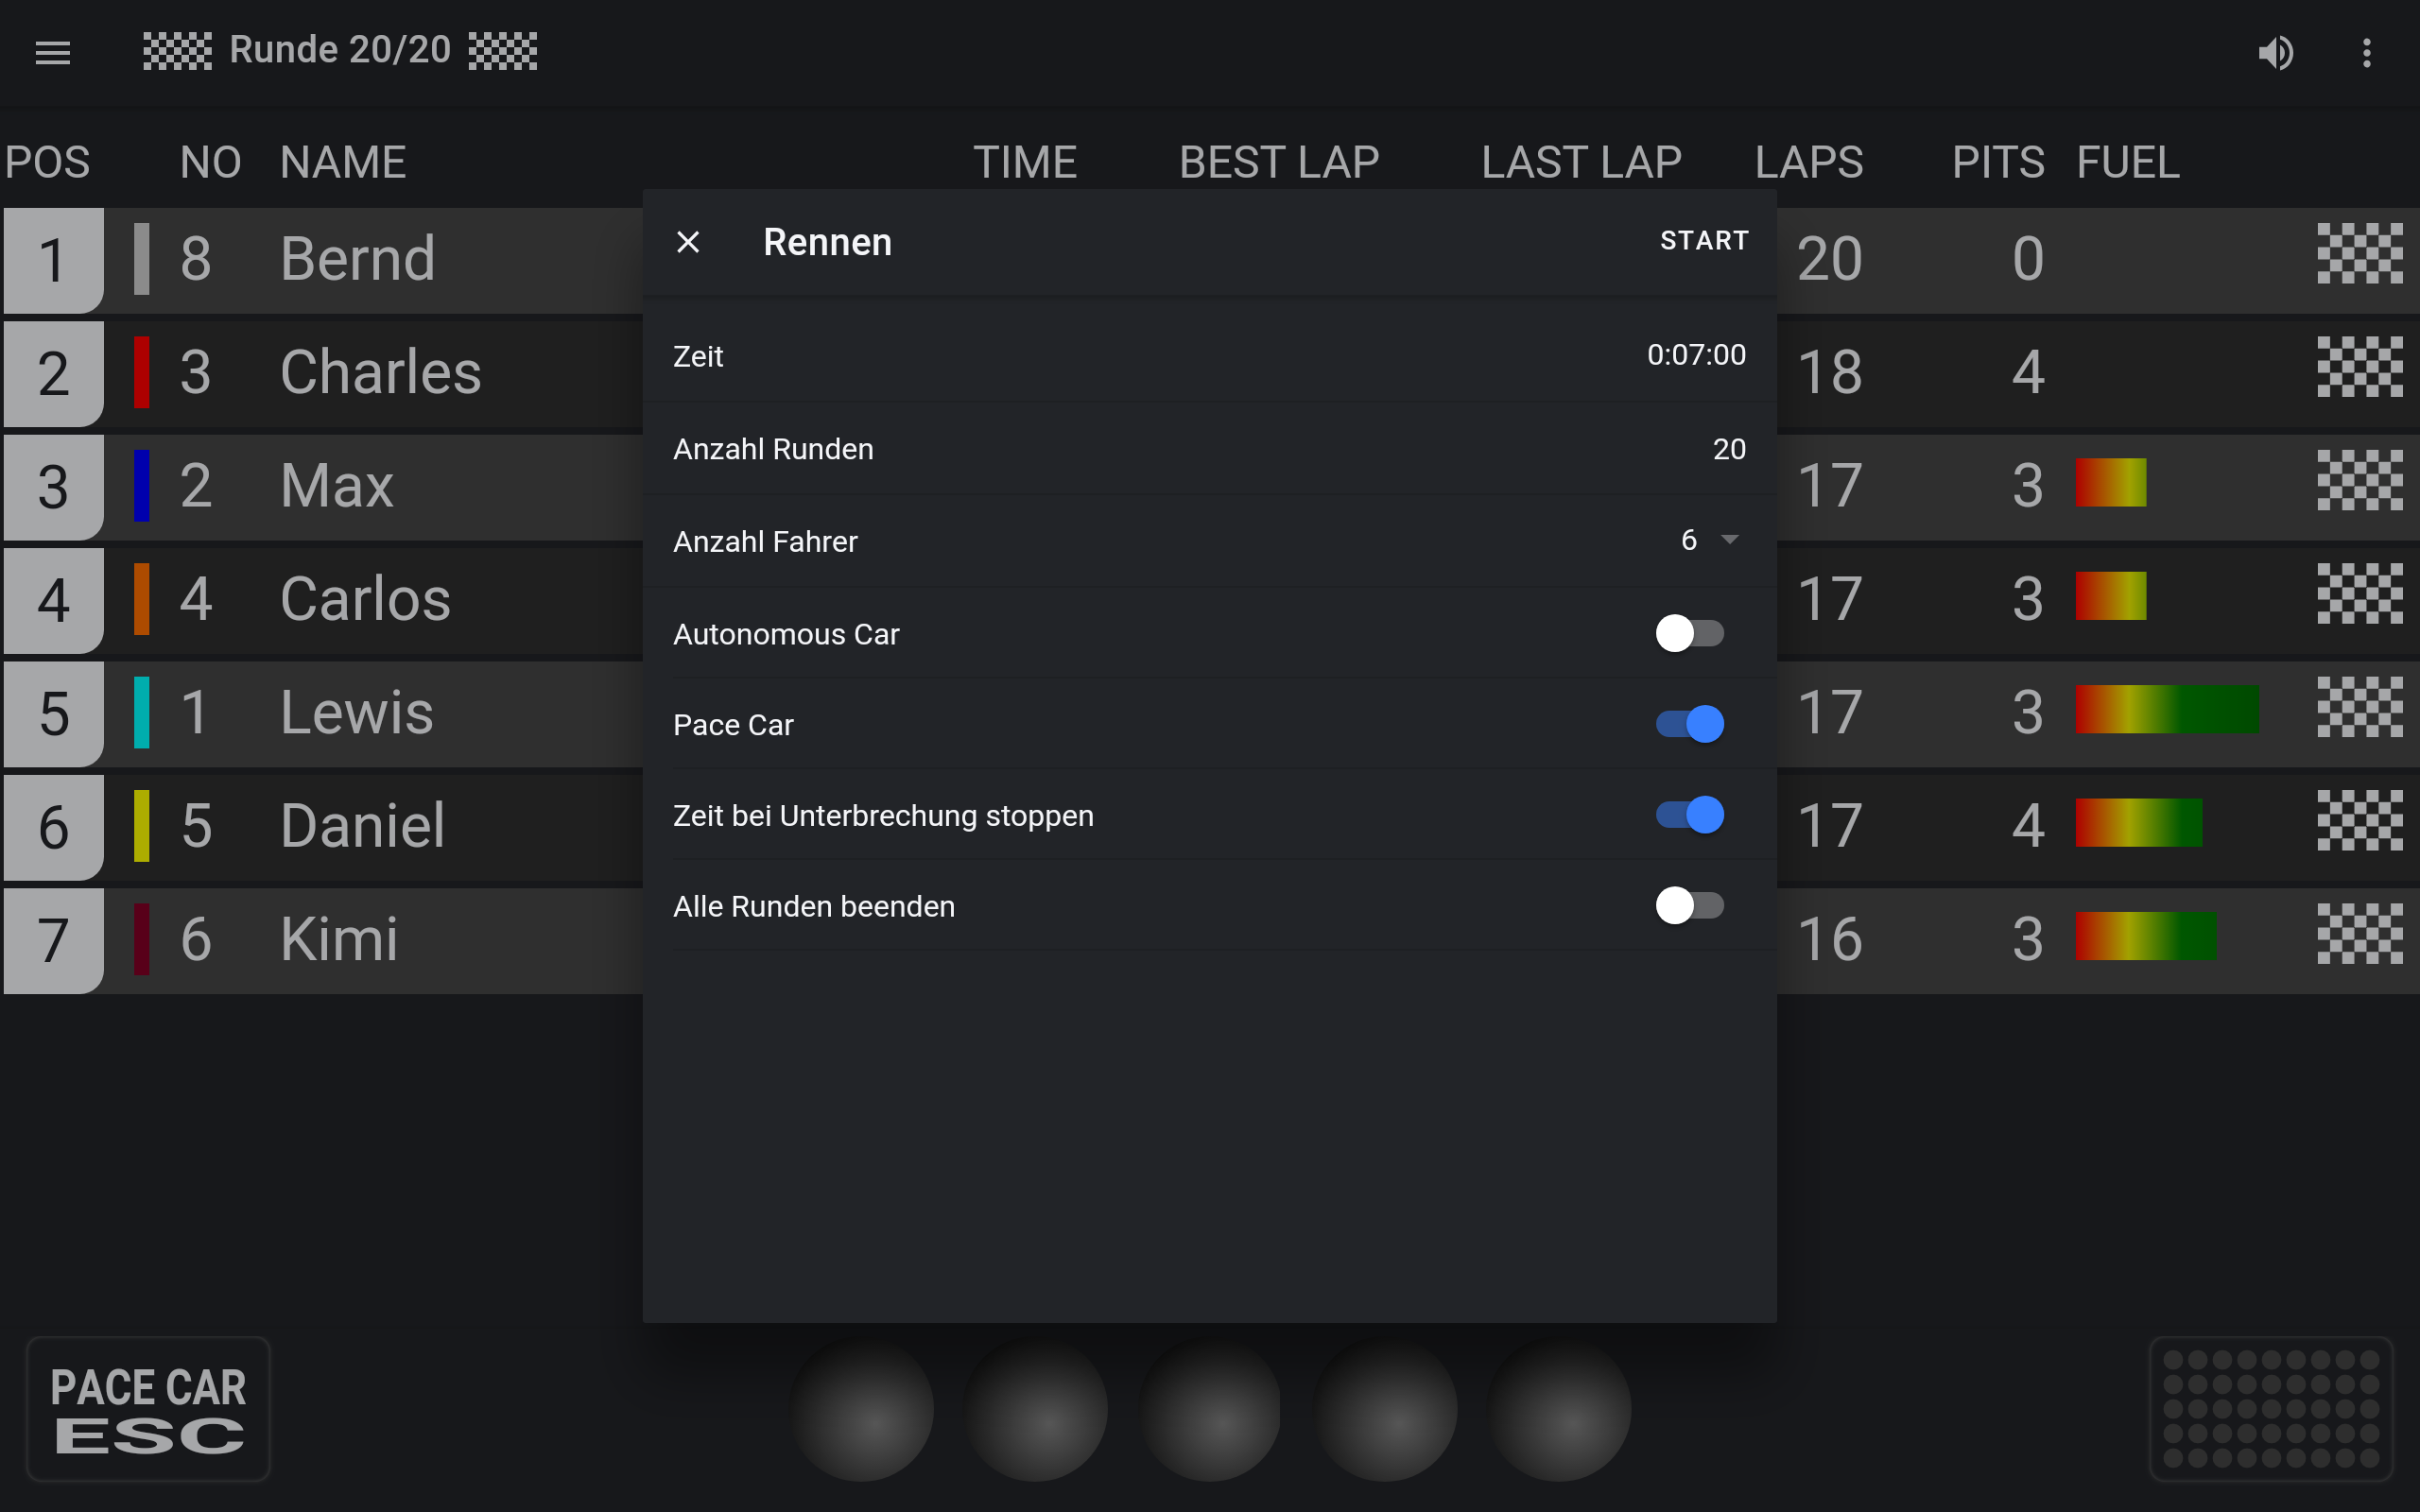 Runde 20/20
POS NO NAME TIME BEST LAP LAST LAP LAPS PITS FUEL
Rennen START
1 8 Bernd 20 0
Zeit 0:07:00
2 3 Charles 18 4
Anzahl Runden 20
3 2 Max 17 3
Anzahl Fahrer 6
4 4 Carlos 17 3
Autonomous Car
5 1 Lewis 17 3
Pace Car
6 5 Daniel 17 4
Zeit bei Unterbrechung stoppen
7 6 Kimi 16 3
Alle Runden beenden
PACE CAR
ESC